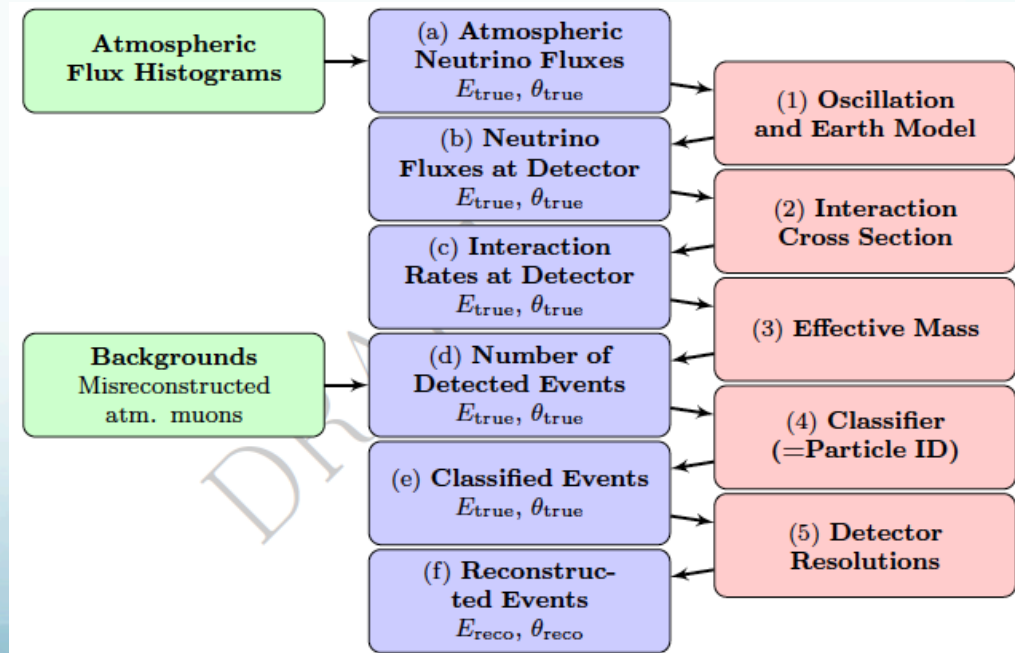 Atmospheric
Flux Histograms
(a) Atmospheric
Neutrino Fluxes
E_true, θ_true
(1) Oscillation
and Earth Model
(b) Neutrino
Fluxes at Detector
E_true, θ_true
(2) Interaction
Cross Section
(c) Interaction
Rates at Detector
E_true, θ_true
(3) Effective Mass
Backgrounds
Misreconstructed
atm. muons
(d) Number of
Detected Events
E_true, θ_true
(4) Classifier
(=Particle ID)
(e) Classified Events
E_true, θ_true
(5) Detector
Resolutions
(f) Reconstruc-
ted Events
E_reco, θ_reco